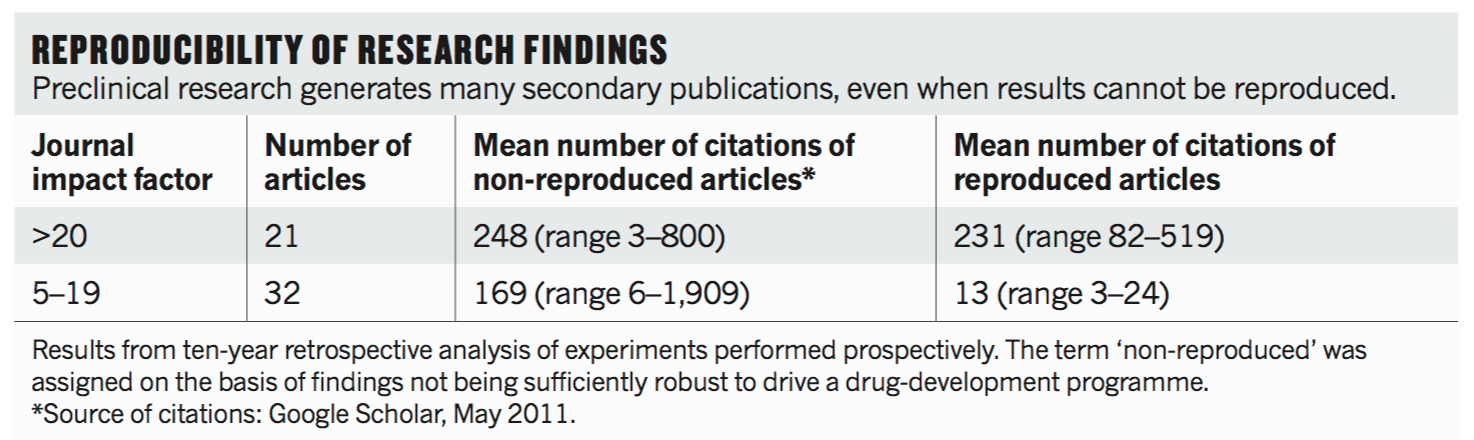 REPRODUCIBILITY OF RESEARCH FINDINGS
Preclinical research generates many secondary publications, even when results cannot be reproduced.
Journal impact factor
Number of articles
Mean number of citations of non-reproduced articles*
Mean number of citations of reproduced articles
>20
21
248 (range 3–800)
231 (range 82–519)
5–19
32
169 (range 6–1,909)
13 (range 3–24)
Results from ten-year retrospective analysis of experiments performed prospectively. The term ‘non-reproduced’ was
assigned on the basis of findings not being sufficiently robust to drive a drug-development programme.
*Source of citations: Google Scholar, May 2011.